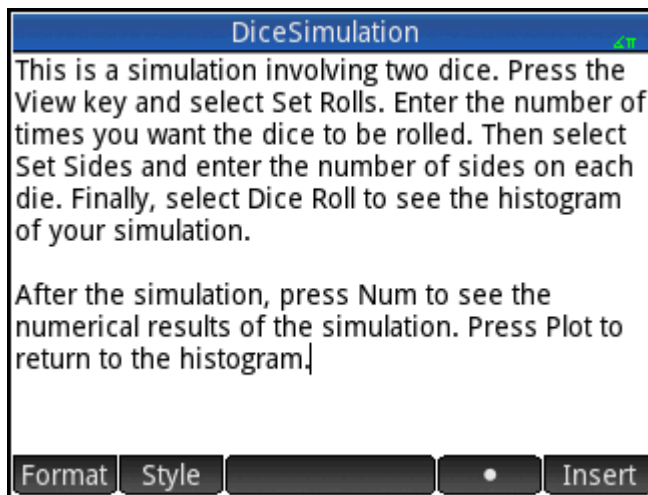 DiceSimulation
∡π
This is a simulation involving two dice. Press the
View key and select Set Rolls. Enter the number of
times you want the dice to be rolled. Then select
Set Sides and enter the number of sides on each
die. Finally, select Dice Roll to see the histogram
of your simulation.
After the simulation, press Num to see the
numerical results of the simulation. Press Plot to
return to the histogram.
Format Style • Insert